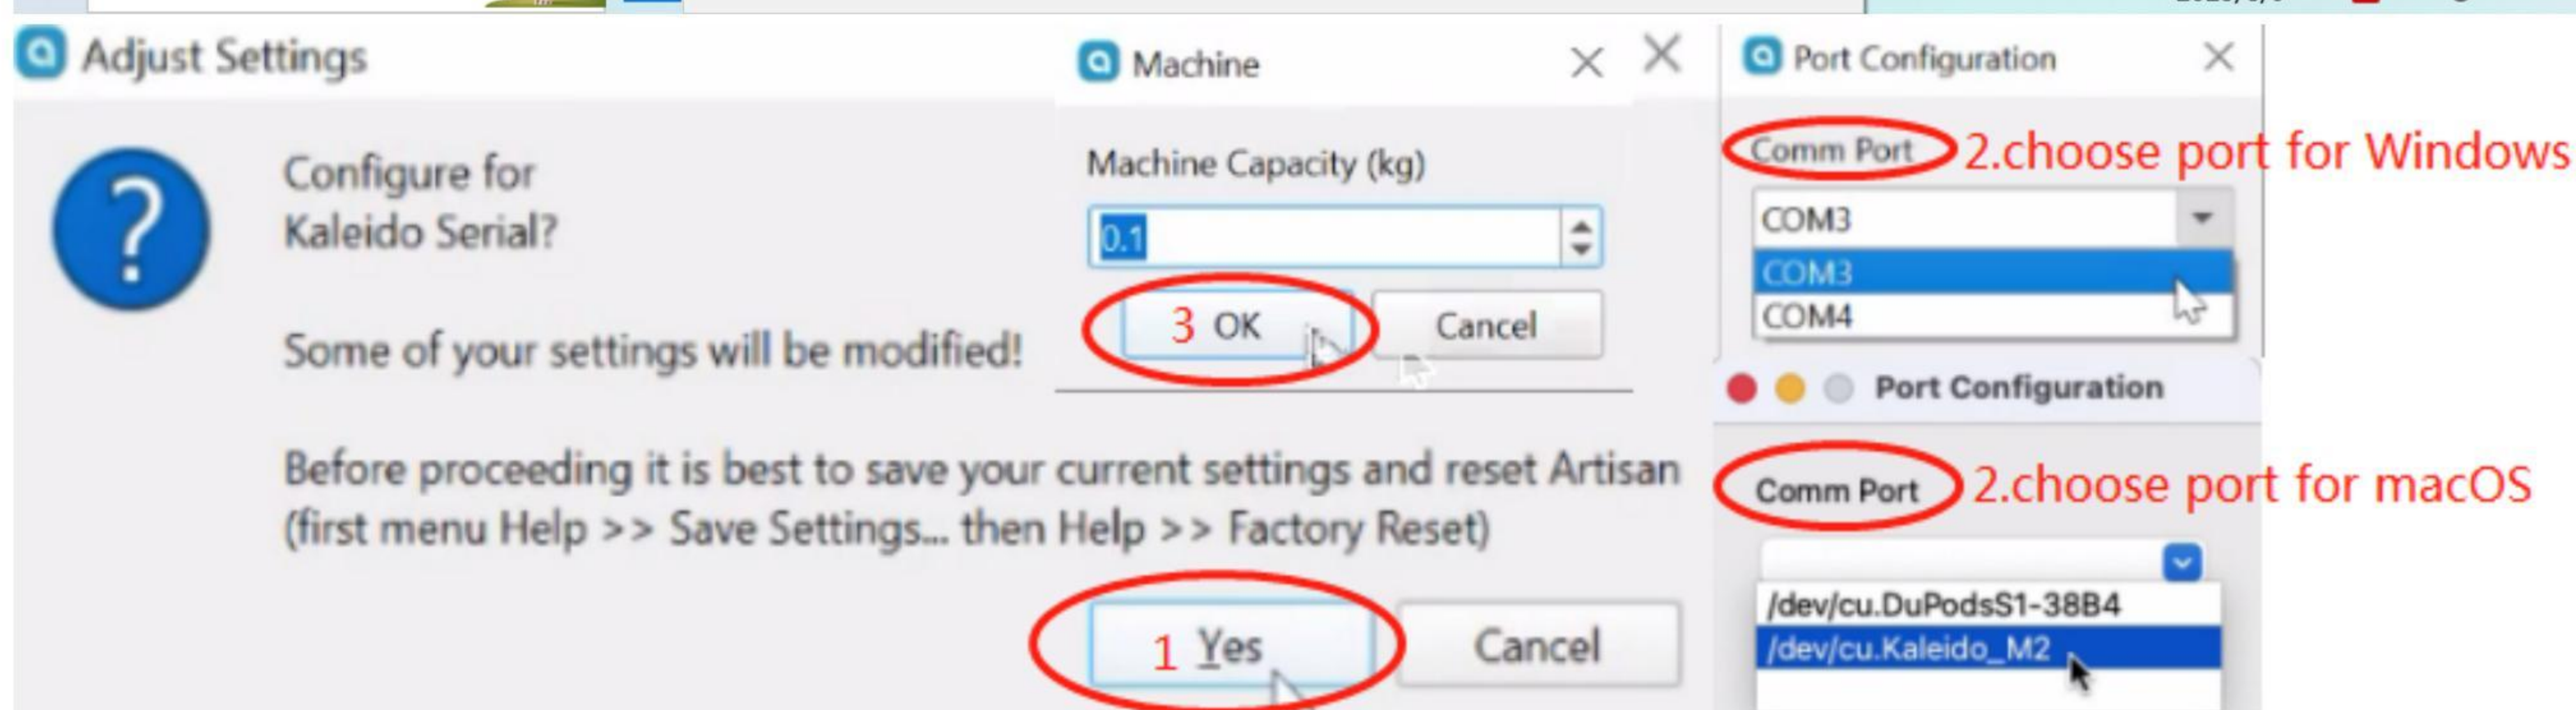 Adjust Settings
Configure for
Kaleido Serial?
Some of your settings will be modified!
Before proceeding it is best to save your current settings and reset Artisan
(first menu Help >> Save Settings... then Help >> Factory Reset)
1 Yes
Cancel
Machine
Machine Capacity (kg)
0.1
3 OK
Cancel
Port Configuration
Comm Port 2.choose port for Windows
COM3
COM3
COM4
Port Configuration
Comm Port 2.choose port for macOS
/dev/cu.DuPodsS1-38B4
/dev/cu.Kaleido_M2